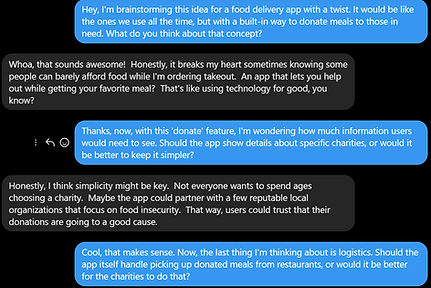 Hey, I'm brainstorming this idea for a food delivery app with a twist. It would be
like the ones we use all the time, but with a built-in way to donate meals to those in
need. What do you think about that concept?
Whoa, that sounds awesome!  Honestly, it breaks my heart sometimes knowing some
people can barely afford food while I'm ordering takeout.  An app that lets you help
out while getting your favorite meal?  That's like using technology for good, you
know?
Thanks, now, with this 'donate' feature, I'm wondering how much information users
would need to see. Should the app show details about specific charities, or would it
be better to keep it simpler?
Honestly, I think simplicity might be key.  Not everyone wants to spend ages
choosing a charity.  Maybe the app could partner with a few reputable local
organizations that focus on food insecurity.  That way, users could trust that their
donations are going to a good cause.
Cool, that makes sense. Now, the last thing I'm thinking about is logistics. Should the
app itself handle picking up donated meals from restaurants, or would it be better
for the charities to do that?